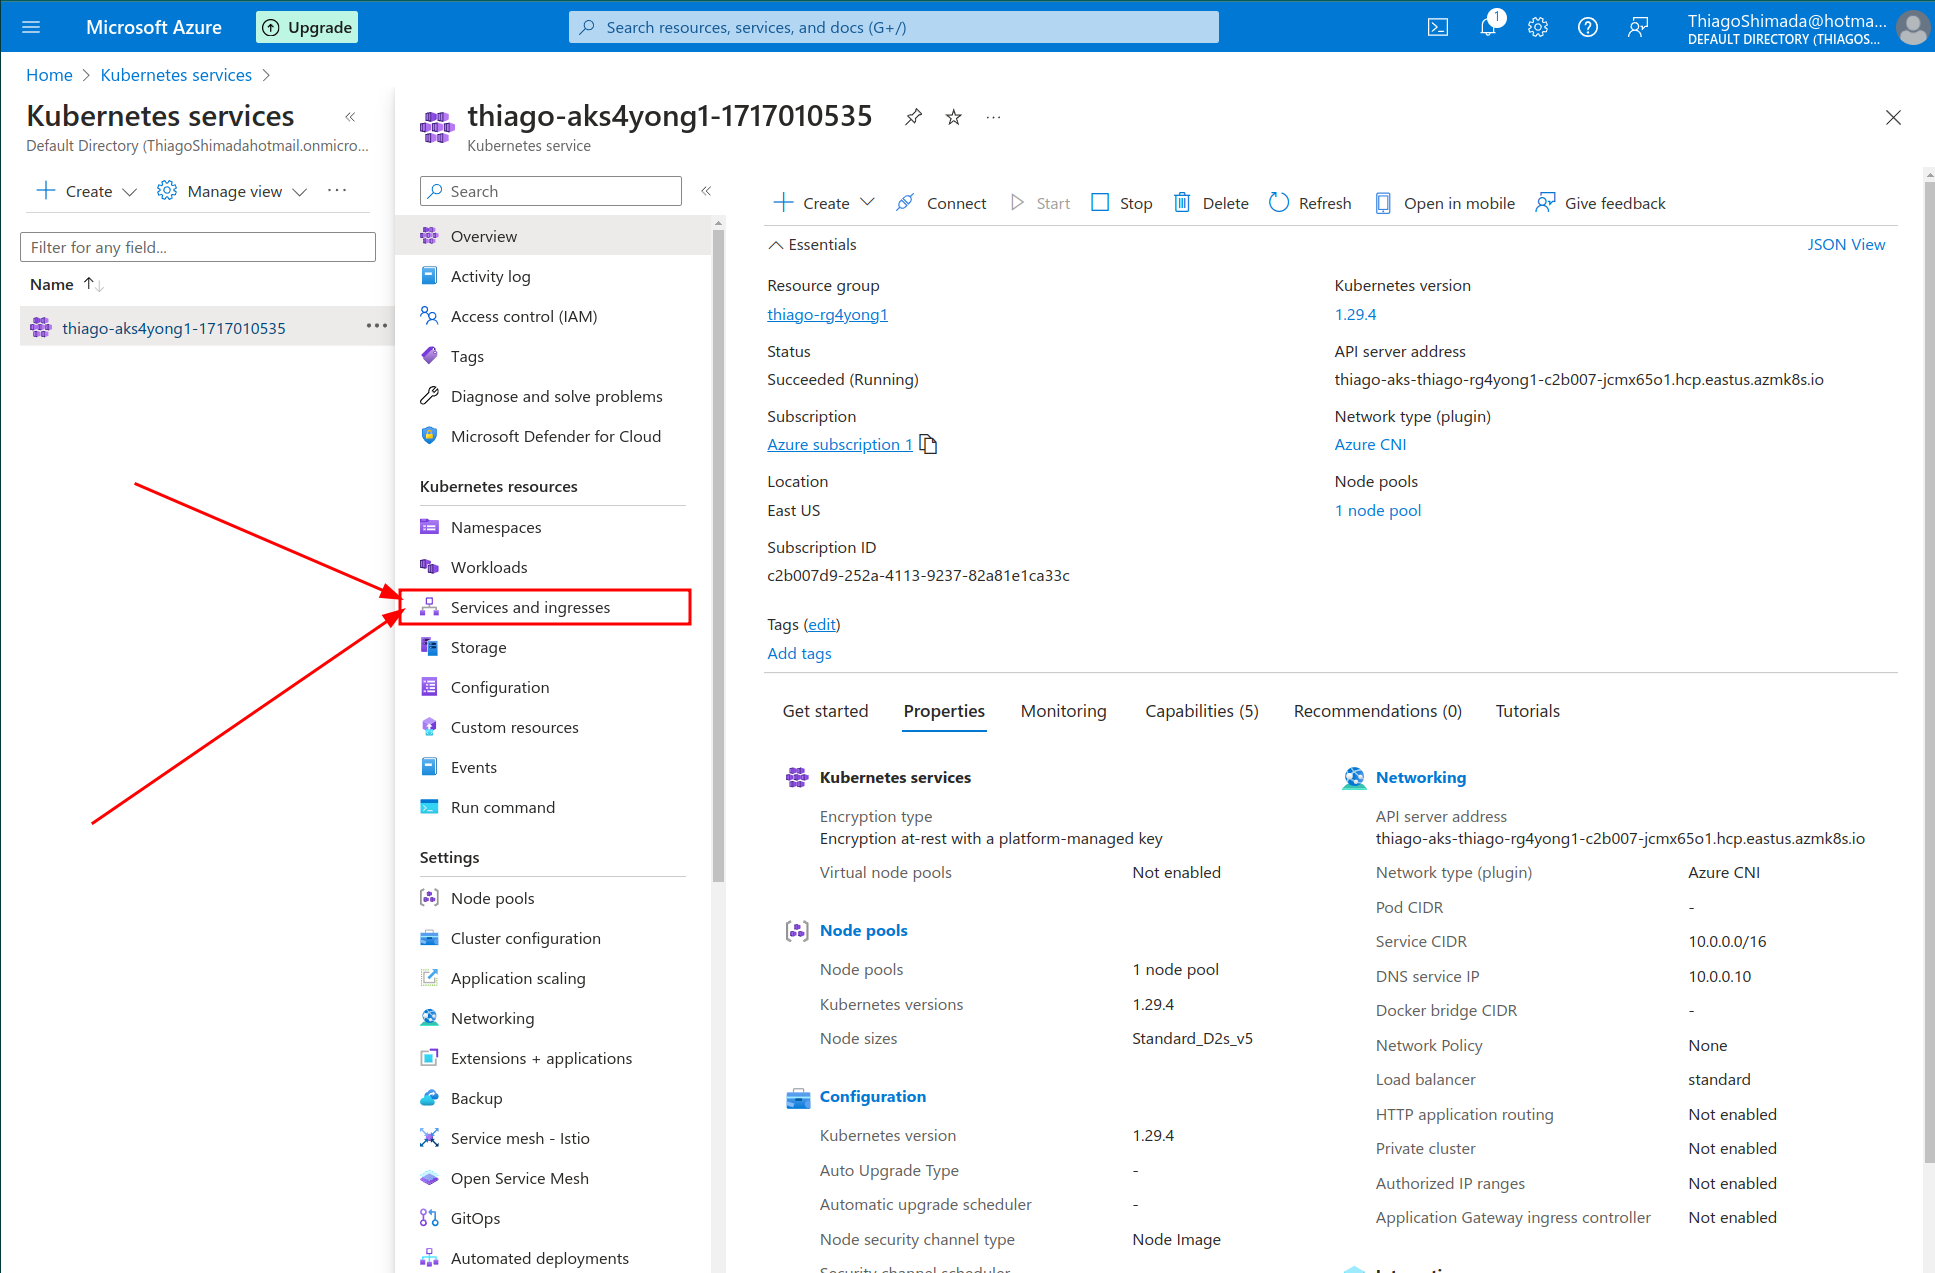 Microsoft Azure
Upgrade
Search resources, services, and docs (G+/)
1
ThiagoShimada@hotma...
DEFAULT DIRECTORY (THIAGOS...
Home > Kubernetes services >
Kubernetes services
Default Directory (ThiagoShimadahotmail.onmicro...
Create
Manage view
Filter for any field...
Name
thiago-aks4yong1-1717010535
thiago-aks4yong1-1717010535
Kubernetes service
Search
Overview
Activity log
Access control (IAM)
Tags
Diagnose and solve problems
Microsoft Defender for Cloud
Kubernetes resources
Namespaces
Workloads
Services and ingresses
Storage
Configuration
Custom resources
Events
Run command
Settings
Node pools
Cluster configuration
Application scaling
Networking
Extensions + applications
Backup
Service mesh - Istio
Open Service Mesh
GitOps
Automated deployments
Create Connect Start Stop Delete Refresh Open in mobile Give feedback
Essentials
JSON View
Resource group
thiago-rg4yong1
Status
Succeeded (Running)
Subscription
Azure subscription 1
Location
East US
Subscription ID
c2b007d9-252a-4113-9237-82a81e1ca33c
Tags (edit)
Add tags
Kubernetes version
1.29.4
API server address
thiago-aks-thiago-rg4yong1-c2b007-jcmx65o1.hcp.eastus.azmk8s.io
Network type (plugin)
Azure CNI
Node pools
1 node pool
Get started Properties Monitoring Capabilities (5) Recommendations (0) Tutorials
Kubernetes services
Encryption type
Encryption at-rest with a platform-managed key
Virtual node pools Not enabled
Node pools
Node pools 1 node pool
Kubernetes versions 1.29.4
Node sizes Standard_D2s_v5
Configuration
Kubernetes version 1.29.4
Auto Upgrade Type -
Automatic upgrade scheduler -
Node security channel type Node Image
Security channel scheduler
Networking
API server address
thiago-aks-thiago-rg4yong1-c2b007-jcmx65o1.hcp.eastus.azmk8s.io
Network type (plugin) Azure CNI
Pod CIDR -
Service CIDR 10.0.0.0/16
DNS service IP 10.0.0.10
Docker bridge CIDR -
Network Policy None
Load balancer standard
HTTP application routing Not enabled
Private cluster Not enabled
Authorized IP ranges Not enabled
Application Gateway ingress controller Not enabled